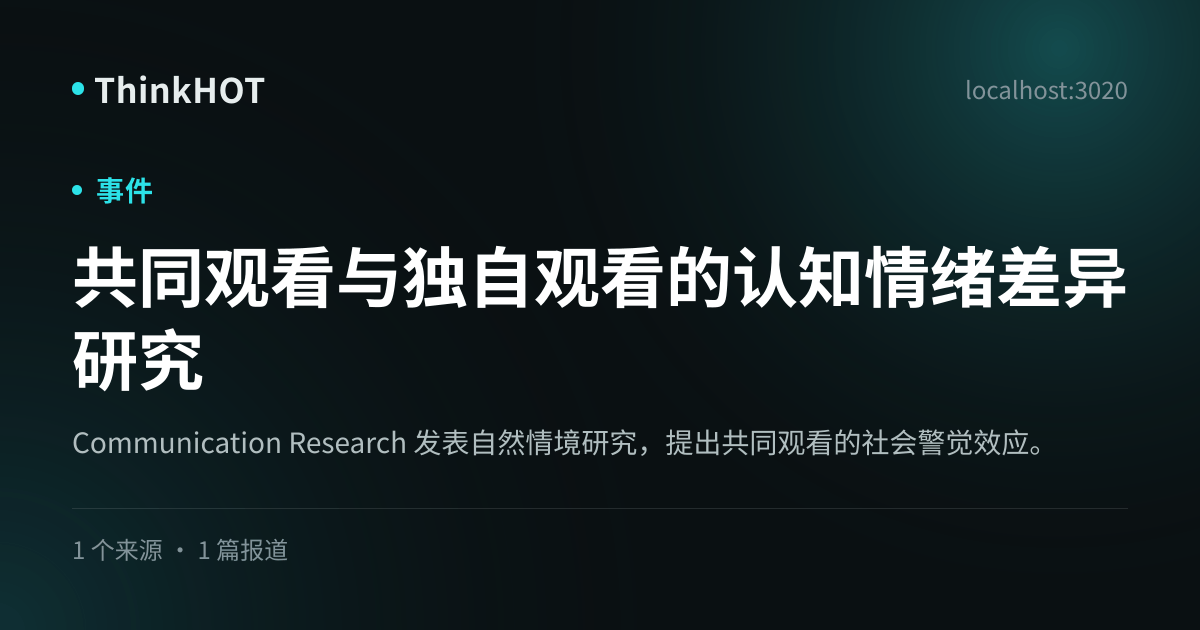 ThinkHOT
localhost:3020
事件
共同观看与独自观看的认知情绪差异
研究
Communication Research 发表自然情境研究，提出共同观看的社会警觉效应。
1 个来源 · 1 篇报道